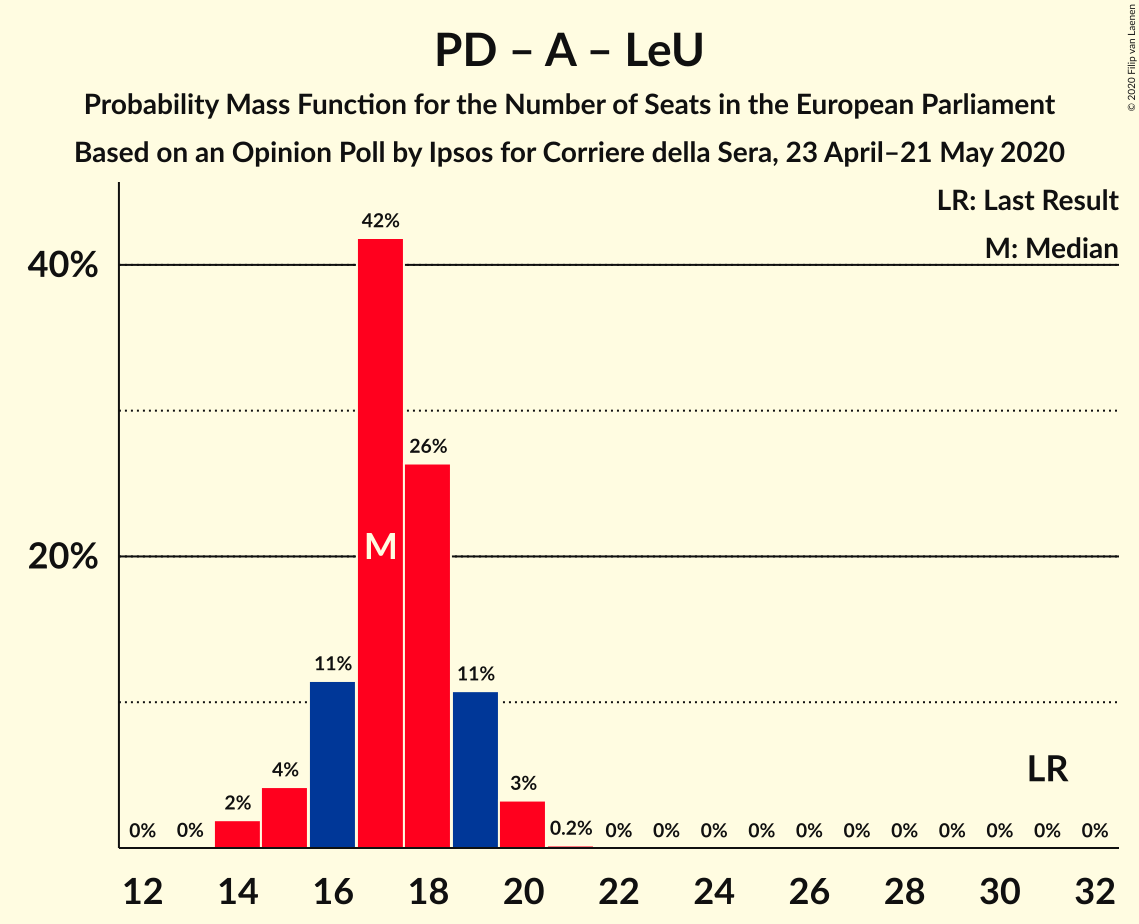 PD – A – LeU
Probability Mass Function for the Number of Seats in the European Parliament
Based on an Opinion Poll by Ipsos for Corriere della Sera, 23 April–21 May 2020
© 2020 Filip van Laenen
LR: Last Result
M: Median
40%
20%
0% 0% 2% 4% 11% 42% 26% 11% 3% 0.2% 0% 0% 0% 0% 0% 0% 0% 0% 0% 0% 0%
M
LR
12 14 16 18 20 22 24 26 28 30 32